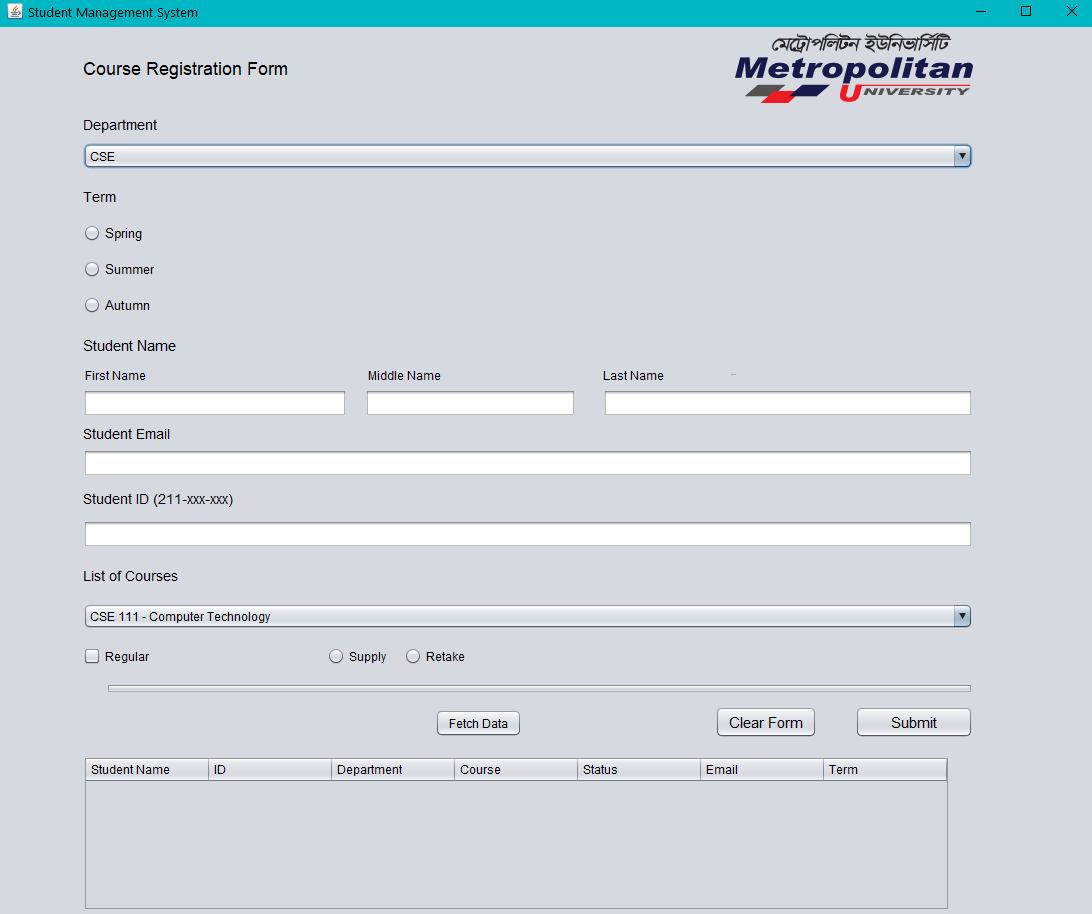 Student Management System
মেট্রোপলিটন ইউনিভার্সিটি
Metropolitan
UNIVERSITY
Course Registration Form
Department
CSE
Term
Spring
Summer
Autumn
Student Name
First Name Middle Name Last Name
Student Email
Student ID (211-xxx-xxx)
List of Courses
CSE 111 - Computer Technology
Regular Supply Retake
Fetch Data Clear Form Submit
Student Name ID Department Course Status Email Term